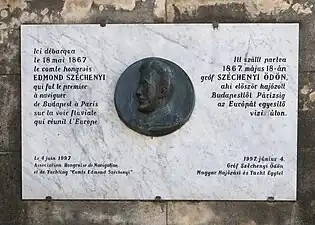 Ici débarqua
le 18 mai 1867
le comte hongrois
EDMOND SZÉCHENYI
qui fut le premier
à naviguer
de Budapest à Paris
sur la voie fluviale
qui réunit l'Europe
Le 4 juin 1997
Association Hongroise de Navigation
et de Yachting "Comte Edmond Széchenyi"
Itt szállt partra
1867. május 18-án
gróf SZÉCHENYI ÖDÖN,
aki először hajózott
Budapesttől Párizsig
az Európát egyesítő
vízi úton.
1997. június 4.
Gróf Széchenyi Ödön
Magyar Hajózási és Yacht Egylet